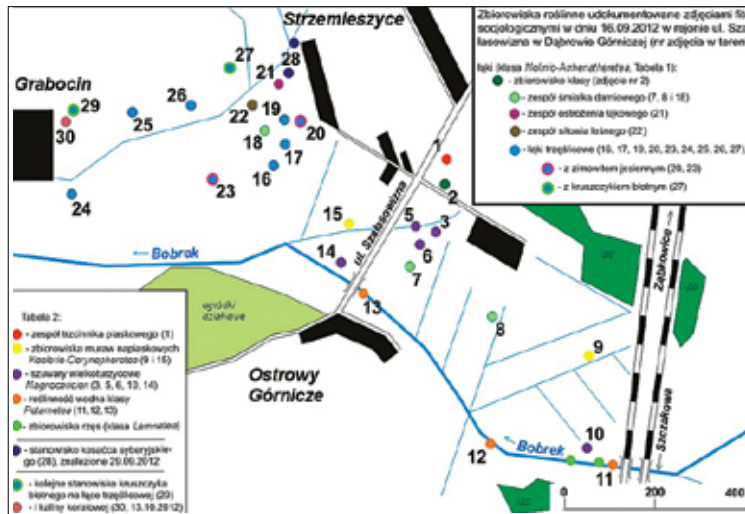 Zbiorowiska roślinne udokumentowane zdjęciami fito-
socjologicznymi w dniu 16.09.2012 w rejonie ul. Sza-
łasowizna w Dąbrowie Górniczej (nr zdjęcia w teren
łąki (klasa Molinio-Arrhenatheretea, Tabela 1):
- zbiorowisko klasy (zdjęcie nr 2)
- zespół śmiałka darniowego (7, 8 i 18)
- zespół ostrożenia łąkowego (21)
- zespół sitowia leśnego (22)
- łąki trzęślicowe (16, 17, 19, 20, 23, 24, 25, 26, 27)
- z zimowitem jesiennym (20, 23)
- z kruszczykiem błotnym (27)
Strzemieszyce
Grabocin
27
28
21
29
30
25
26
22
19
20
18
17
16
23
24
1
2
15
5
3
6
14
7
13
8
9
12
10
11
ul. Szałasowizna
← Bobrek
ogródki
działkowe
Ostrowy
Górnicze
Ząbkowice
Szczakowa
← Bobrek
0 200 400
Tabela 2:
- zespół trzcinnika piaskowego (1)
- zbiorowiska muraw napiaskowych
Koelerio-Corynephoretea (9 i 15)
- szuwary wielkoturzycowe
Magnocaricion (3, 5, 6, 10, 14)
- roślinność wodna klasy
Potametea (11, 12, 13)
- zbiorowiska rzęs (klasa Lemnetea)
- stanowisko kosaćca syberyjskie-
go (28), znalezione 29.09.2012
- kolejne stanowisko kruszczyka
błotnego na łące trzęślicowej (29)
- i kaliny koralowej (30, 13.10.2012)